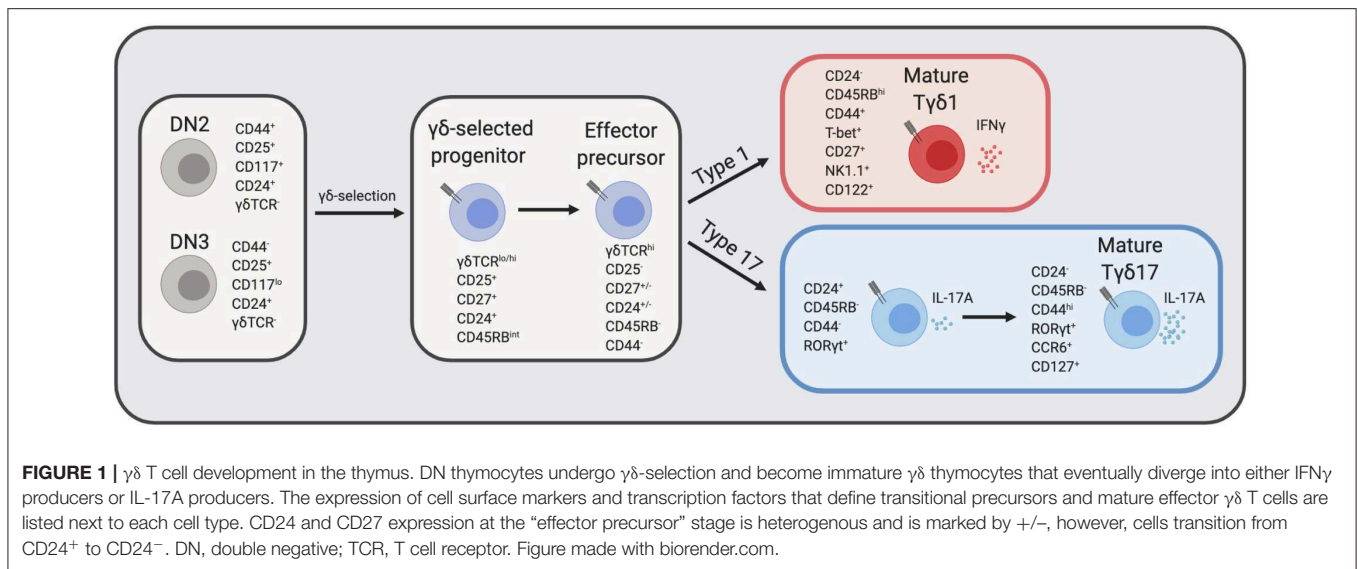 DN2
CD44⁺
CD25⁺
CD117⁺
CD24⁺
γδTCR⁻
DN3
CD44⁻
CD25⁺
CD117ˡᵒ
CD24⁺
γδTCR⁻
γδ-selection
γδ-selected
progenitor
γδTCRˡᵒ/ʰⁱ
CD25⁺
CD27⁺
CD24⁺
CD45RBⁱⁿᵗ
Effector
precursor
γδTCRʰⁱ
CD25⁻
CD27⁺/⁻
CD24⁺/⁻
CD45RB⁻
CD44⁻
Type 1
Type 17
CD24⁻
CD45RBʰⁱ
CD44⁺
T-bet⁺
CD27⁺
NK1.1⁺
CD122⁺
Mature
Tγδ1
IFNγ
CD24⁺
CD45RB⁻
CD44⁻
RORγt⁺
IL-17A
CD24⁻
CD45RB⁻
CD44ʰⁱ
RORγt⁺
CCR6⁺
CD127⁺
Mature
Tγδ17
IL-17A
FIGURE 1 | γδ T cell development in the thymus. DN thymocytes undergo γδ-selection and become immature γδ thymocytes that eventually diverge into either IFNγ
producers or IL-17A producers. The expression of cell surface markers and transcription factors that define transitional precursors and mature effector γδ T cells are
listed next to each cell type. CD24 and CD27 expression at the “effector precursor” stage is heterogenous and is marked by +/–, however, cells transition from
CD24⁺ to CD24⁻. DN, double negative; TCR, T cell receptor. Figure made with biorender.com.